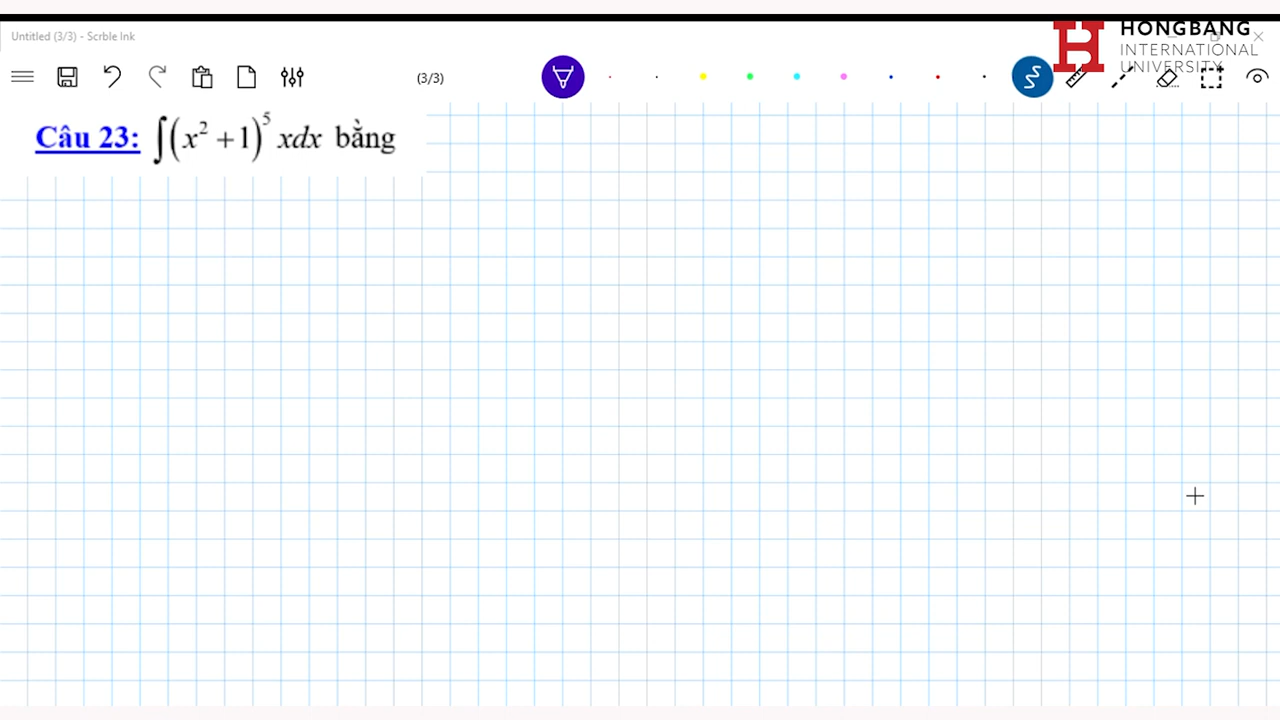 Untitled (3/3) - Scrble Ink
HONGBANG
INTERNATIONAL
UNIVERSITY
(3/3)
Câu 23: ∫(x² + 1)⁵ xdx bằng